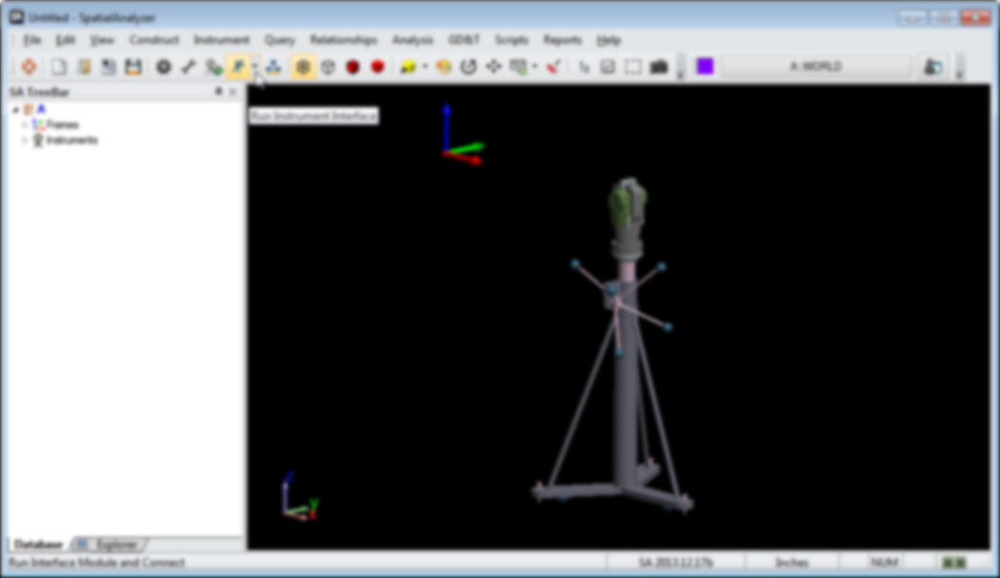 Untitled - SpatialAnalyzer
File Edit View Construct Instrument Query Relationships Analysis GD&T Scripts Reports Help
A:WORLD
SA TreeBar
A
Frames
Instruments
Run Instrument Interface
Z
Y
X
Database Explorer
Run Interface Module and Connect
SA 2013.12.17b
Inches
NUM